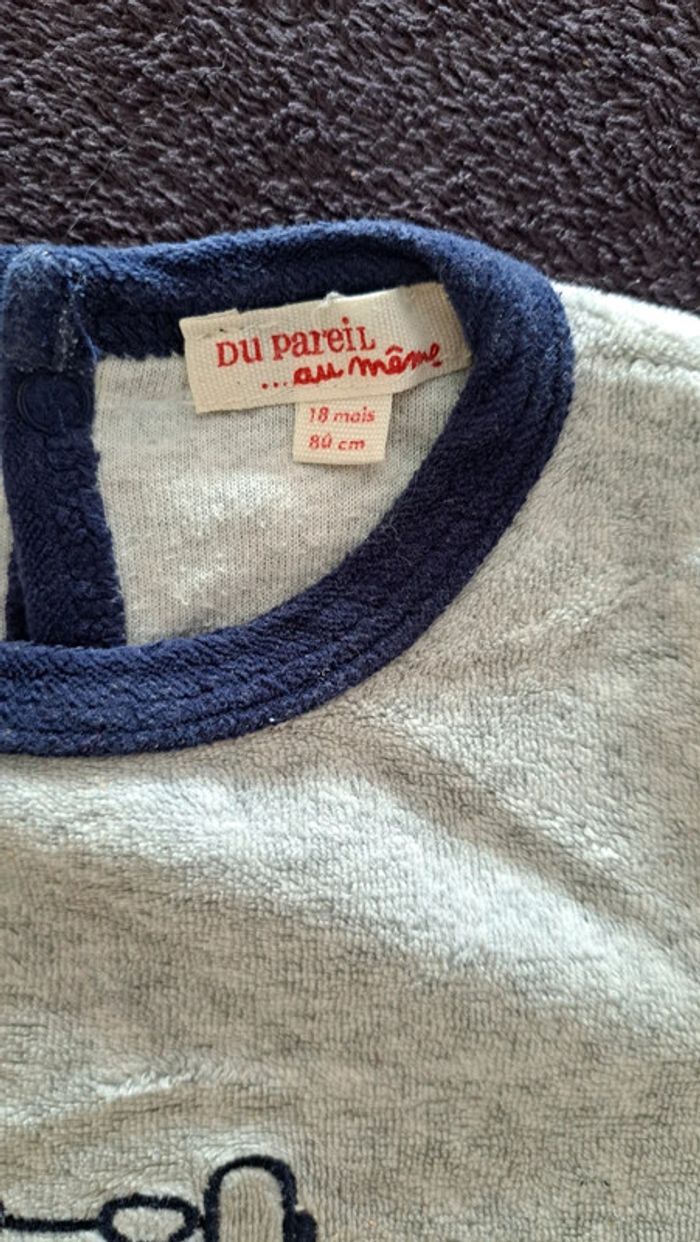 DU PAREIL
...au même
18 mois
80 cm